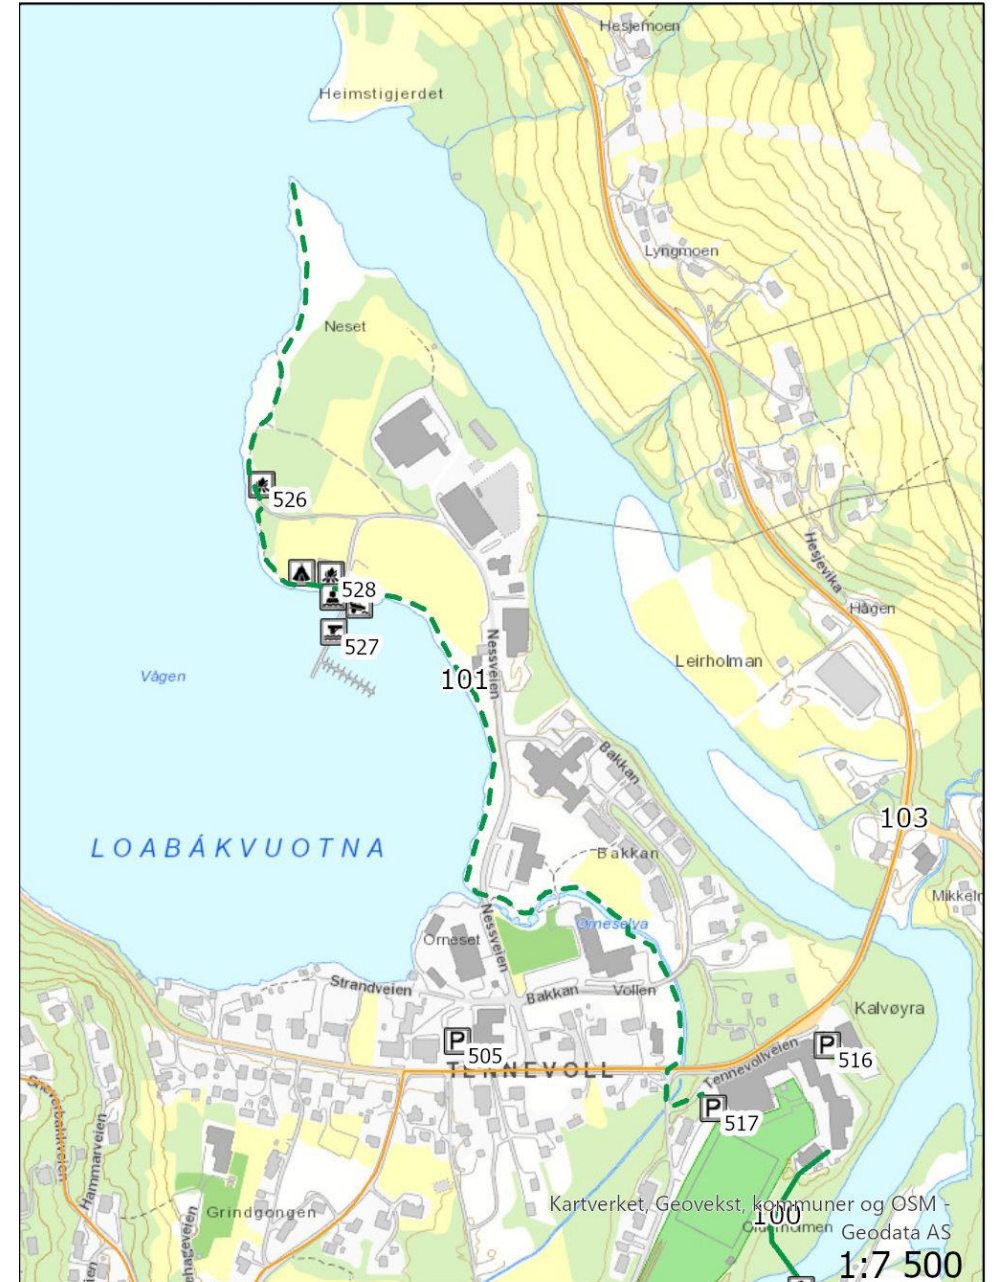 Hesjemoen
Heimstigjerdet
Lyngmoen
Neset
526
Hesjevika
528
Hågen
527
Nessveien
Leirholman
Vågen
101
Bakkan
103
LOABÁKVUOTNA
Bakkan
Mikkeln
Nessveien
Orneselva
Orneset
Strandveien
Bakkan
Vollen
Kalvøyra
505
516
TENNEVOLL
Tennevollveien
517
Hammarveien
Grindgongen
Kartverket, Geovekst, kommuner og OSM -
100
Geodata AS
1:7 500